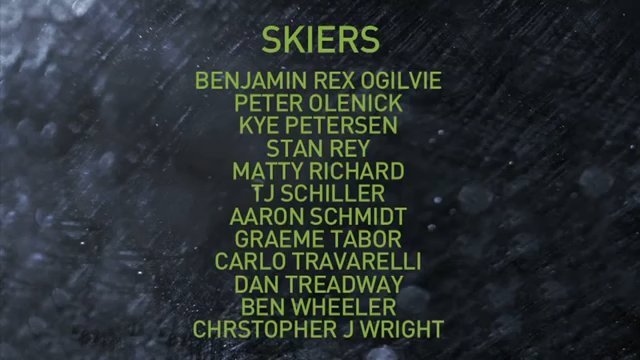 SKIERS
BENJAMIN REX OGILVIE
PETER OLENICK
KYE PETERSEN
STAN REY
MATTY RICHARD
TJ SCHILLER
AARON SCHMIDT
GRAEME TABOR
CARLO TRAVARELLI
DAN TREADWAY
BEN WHEELER
CHRSTOPHER J WRIGHT